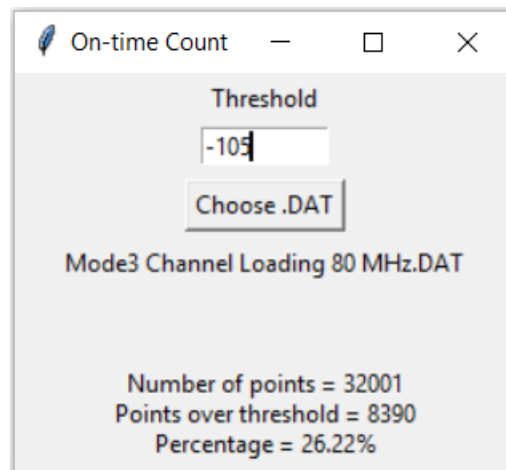 On-time Count
Threshold
-105
Choose .DAT
Mode3 Channel Loading 80 MHz.DAT
Number of points = 32001
Points over threshold = 8390
Percentage = 26.22%